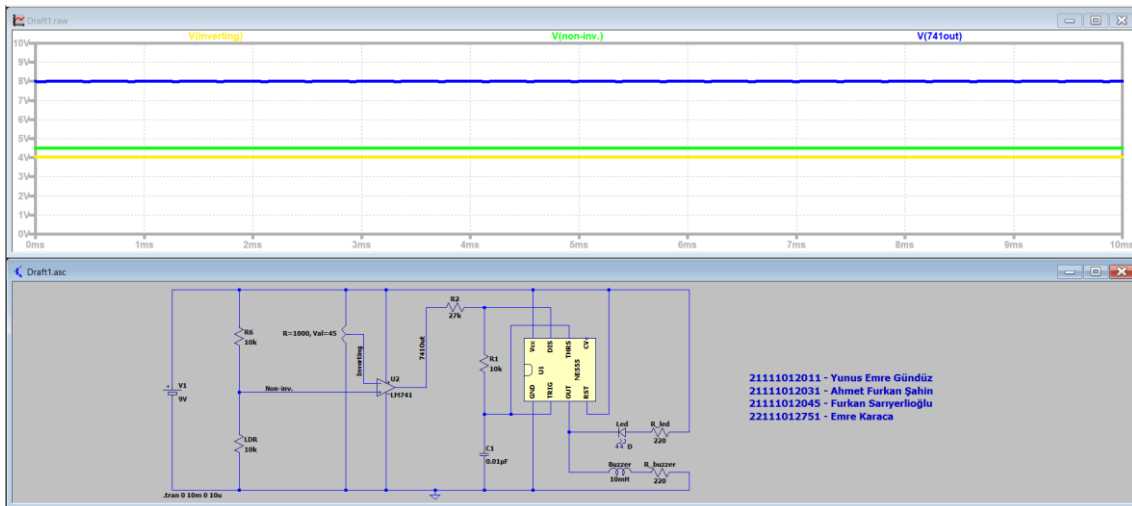 Draft1.raw
V(inverting) V(non-inv.) V(741out)
10V
9V
8V
7V
6V
5V
4V
3V
2V
1V
0V
0ms 1ms 2ms 3ms 4ms 5ms 6ms 7ms 8ms 9ms 10ms
Draft1.asc
R2
27k
R6
10k
R=1000, Val=45
Inverting
741Out
Vcc
DIS
THRS
CV
R1
10k
U1
NE555
GND
TRIG
OUT
RST
V1
9V
Non-inv.
U2
LM741
21111012011 - Yunus Emre Gündüz
21111012031 - Ahmet Furkan Şahin
21111012045 - Furkan Sarıyerlioğlu
22111012751 - Emre Karaca
LDR
10k
C1
0.01µF
Led
D
R_led
220
Buzzer
10mH
R_buzzer
220
.tran 0 10m 0 10u